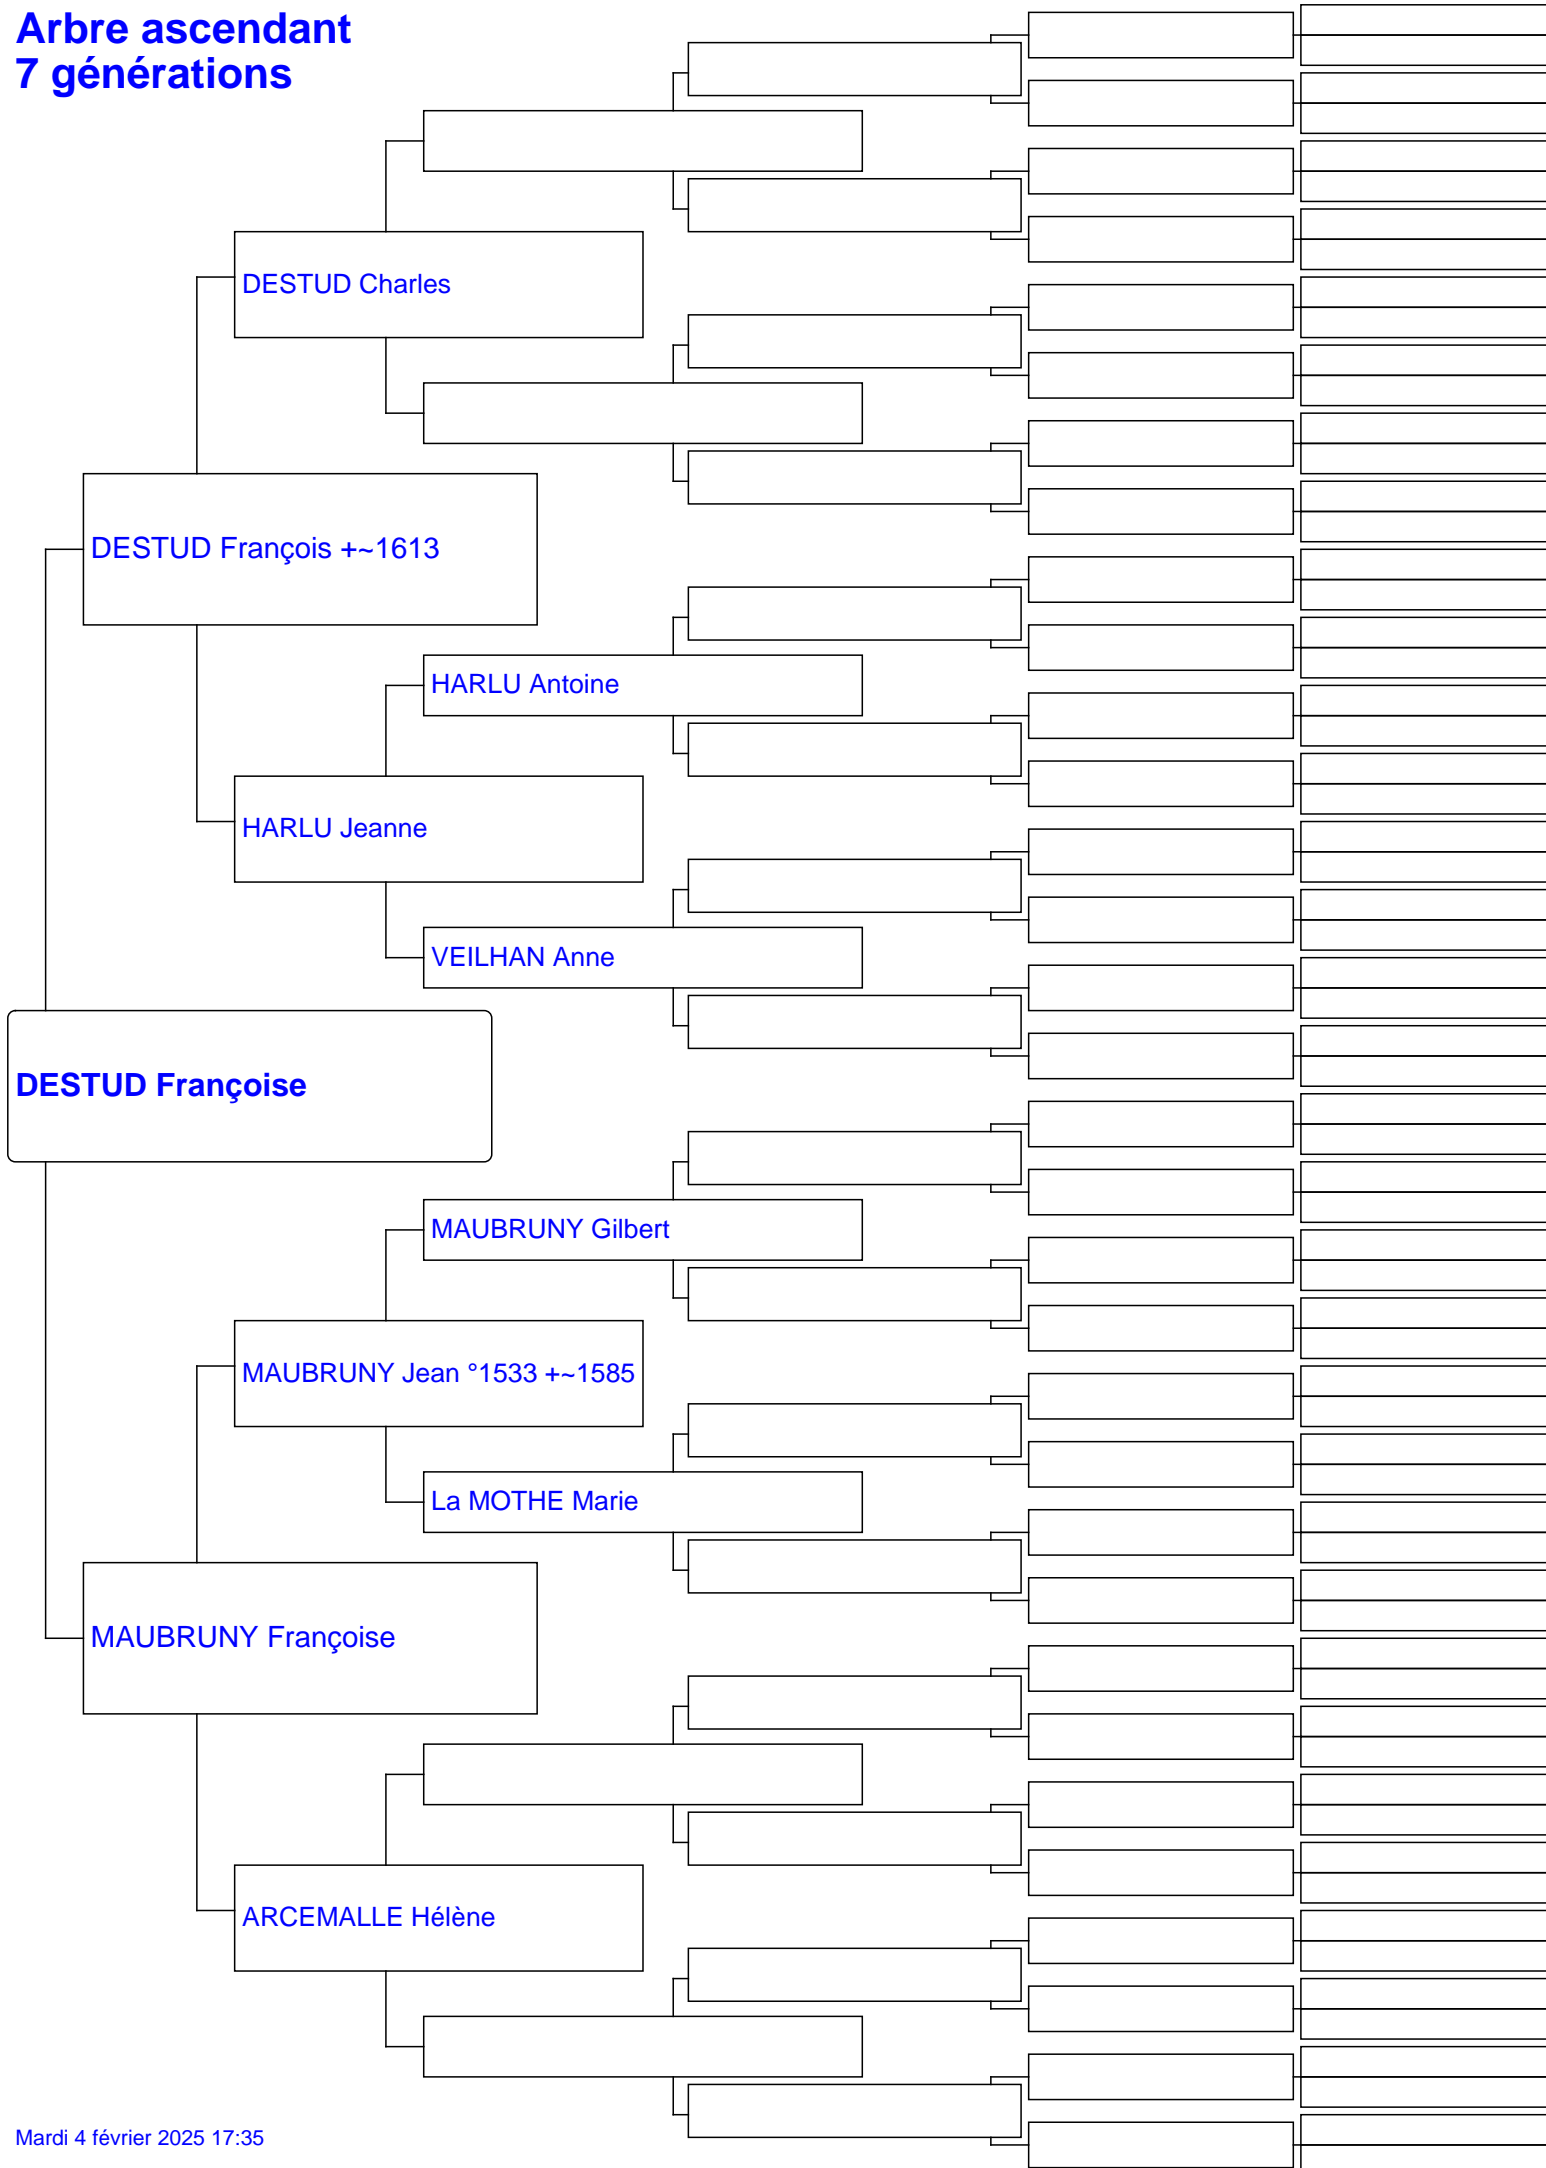 Arbre ascendant
7 générations
DESTUD Charles
DESTUD François +~1613
HARLU Antoine
HARLU Jeanne
VEILHAN Anne
DESTUD Françoise
MAUBRUNY Gilbert
MAUBRUNY Jean °1533 +~1585
La MOTHE Marie
MAUBRUNY Françoise
ARCEMALLE Hélène
Mardi 4 février 2025 17:35